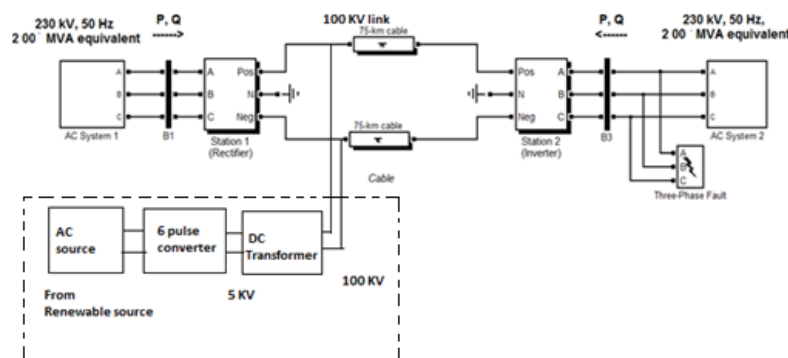 230 kV, 50 Hz
2 00 MVA equivalent
P, Q
------>
100 KV link
75-km cable
P, Q
<------
230 kV, 50 Hz,
2 00 MVA equivalent
A
B
C
AC System 1
B1
A
B
C
Pos
N
Neg
Station 1
(Rectifier)
75-km cable
Cable
Pos
N
Neg
A
B
C
Station 2
(Inverter)
B3
A
B
C
AC System 2
A
B
C
Three-Phase Fault
AC
source
6 pulse
converter
DC
Transformer
From
Renewable source
5 KV
100 KV